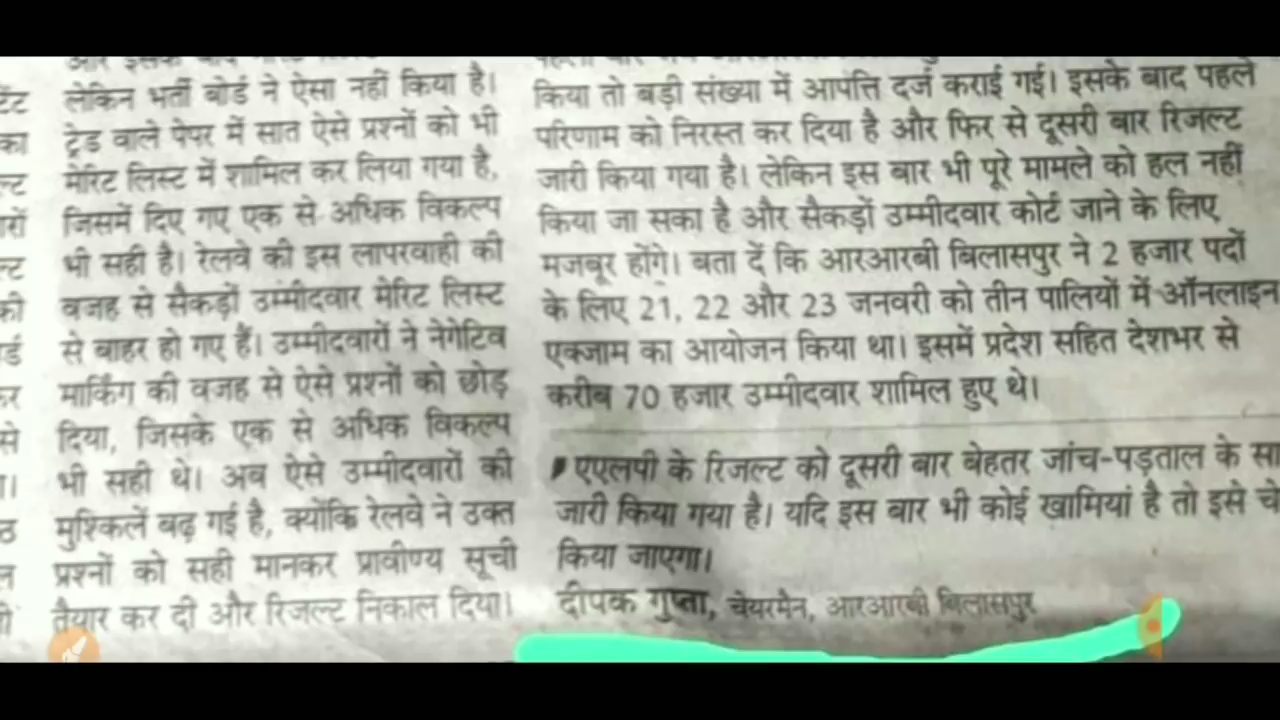 लेकिन भर्ती बोर्ड ने ऐसा नहीं किया है।
ट्रेड वाले पेपर में सात ऐसे प्रश्नों को भी
मेरिट लिस्ट में शामिल कर लिया गया है,
जिसमें दिए गए एक से अधिक विकल्प
भी सही है। रेलवे की इस लापरवाही की
वजह से सैकड़ों उम्मीदवार मेरिट लिस्ट
से बाहर हो गए हैं। उम्मीदवारों ने नेगेटिव
मार्किंग की वजह से ऐसे प्रश्नों को छोड़
दिया, जिसके एक से अधिक विकल्प
भी सही थे। अब ऐसे उम्मीदवारों की
मुश्किलें बढ़ गई है, क्योंकि रेलवे ने उक्त
प्रश्नों को सही मानकर प्रावीण्य सूची
तैयार कर दी और रिजल्ट निकाल दिया।
किया तो बड़ी संख्या में आपत्ति दर्ज कराई गई। इसके बाद पहले
परिणाम को निरस्त कर दिया है और फिर से दूसरी बार रिजल्ट
जारी किया गया है। लेकिन इस बार भी पूरे मामले को हल नहीं
किया जा सका है और सैकड़ों उम्मीदवार कोर्ट जाने के लिए
मजबूर होंगे। बता दें कि आरआरबी बिलासपुर ने 2 हजार पदों
के लिए 21, 22 और 23 जनवरी को तीन पालियों में ऑनलाइन
एक्जाम का आयोजन किया था। इसमें प्रदेश सहित देशभर से
करीब 70 हजार उम्मीदवार शामिल हुए थे।
एएलपी के रिजल्ट को दूसरी बार बेहतर जांच-पड़ताल के सा
जारी किया गया है। यदि इस बार भी कोई खामियां है तो इसे चे
किया जाएगा।
दीपक गुप्ता, चेयरमैन, आरआरबी बिलासपुर